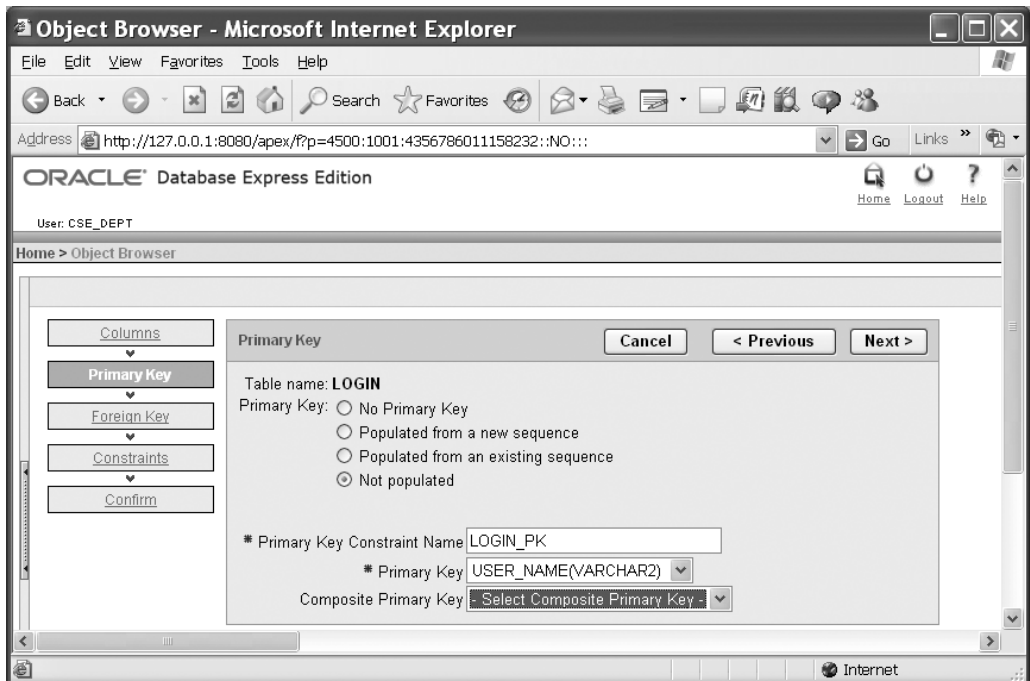 Object Browser - Microsoft Internet Explorer
File Edit View Favorites Tools Help
Back Search Favorites
Address http://127.0.0.1:8080/apex/f?p=4500:1001:4356786011158232::NO::: Go Links »
ORACLE® Database Express Edition
Home Logout Help
User: CSE_DEPT
Home > Object Browser
Columns
Primary Key
Foreign Key
Constraints
Confirm
Primary Key Cancel < Previous Next >
Table name: LOGIN
Primary Key: No Primary Key
Populated from a new sequence
Populated from an existing sequence
Not populated
* Primary Key Constraint Name LOGIN_PK
* Primary Key USER_NAME(VARCHAR2)
Composite Primary Key - Select Composite Primary Key -
Internet